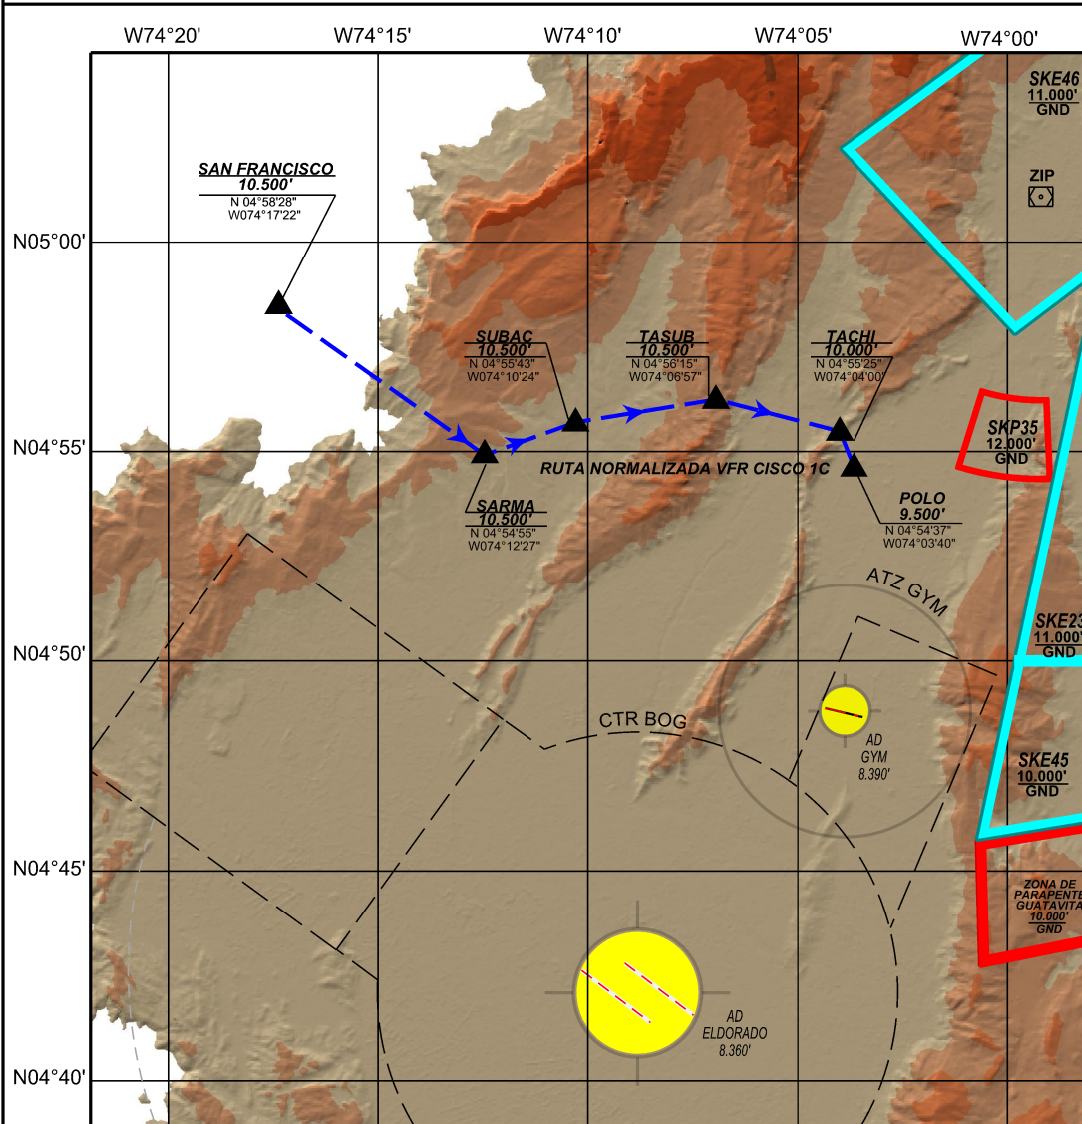 W74°20'
W74°15'
W74°10'
W74°05'
W74°00'
SKE46
11.000'
GND
SAN FRANCISCO
10.500'
N 04°58'28"
W074°17'22"
ZIP
N05°00'
SUBAC
10.500'
N 04°55'43"
W074°10'24"
TASUB
10.500'
N 04°56'15"
W074°06'57"
TACHI
10.000'
N 04°55'25"
W074°04'00"
SKP35
12.000'
GND
N04°55'
RUTA NORMALIZADA VFR CISCO 1C
SARMA
10.500'
N 04°54'55"
W074°12'27"
POLO
9.500'
N 04°54'37"
W074°03'40"
ATZ GYM
SKE23
11.000'
GND
N04°50'
CTR BOG
AD
GYM
8.390'
SKE45
10.000'
GND
N04°45'
ZONA DE
PARAPENTE
GUATAVITA
10.000'
GND
AD
ELDORADO
8.360'
N04°40'